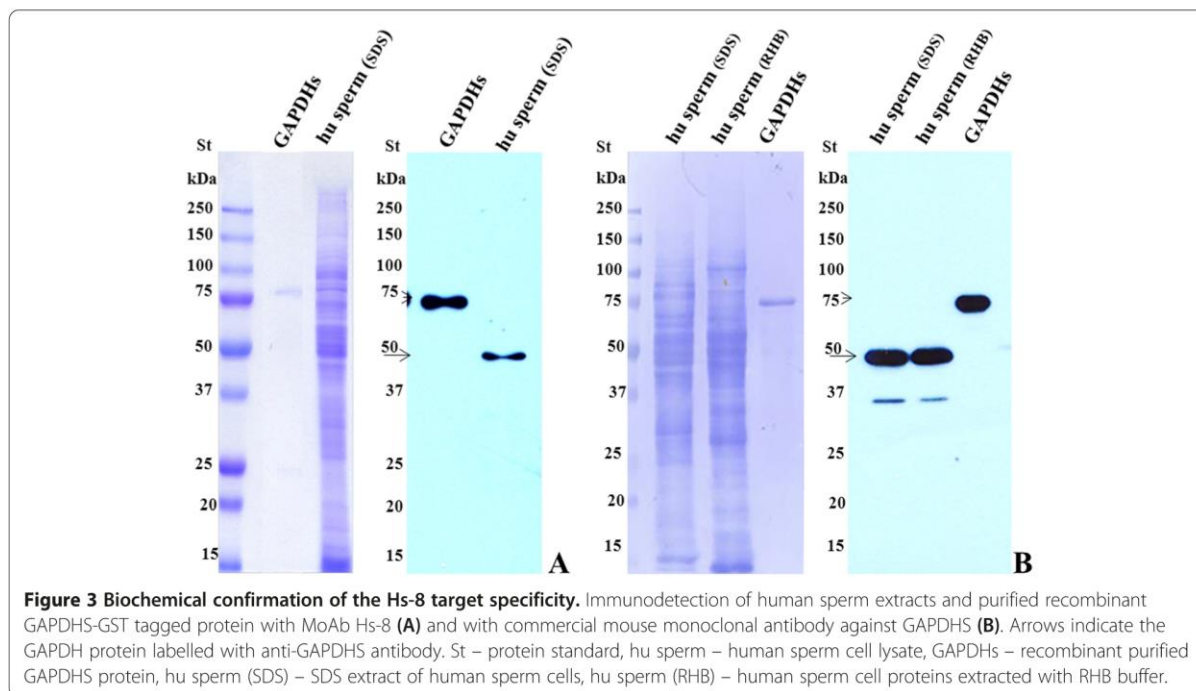 GAPDHs
hu sperm (SDS)
GAPDHs
hu sperm (SDS)
hu sperm (SDS)
hu sperm (RHB)
GAPDHs
hu sperm (SDS)
hu sperm (RHB)
GAPDHs
St
kDa
250
150
100
75
50
37
25
20
15
St
kDa
250
150
100
75
50
37
25
20
15
A
St
kDa
250
150
100
75
50
37
25
20
15
St
kDa
250
150
100
75
50
37
25
20
15
B
Figure 3 Biochemical confirmation of the Hs-8 target specificity. Immunodetection of human sperm extracts and purified recombinant
GAPDHS-GST tagged protein with MoAb Hs-8 (A) and with commercial mouse monoclonal antibody against GAPDHS (B). Arrows indicate the
GAPDH protein labelled with anti-GAPDHS antibody. St – protein standard, hu sperm – human sperm cell lysate, GAPDHs – recombinant purified
GAPDHS protein, hu sperm (SDS) – SDS extract of human sperm cells, hu sperm (RHB) – human sperm cell proteins extracted with RHB buffer.